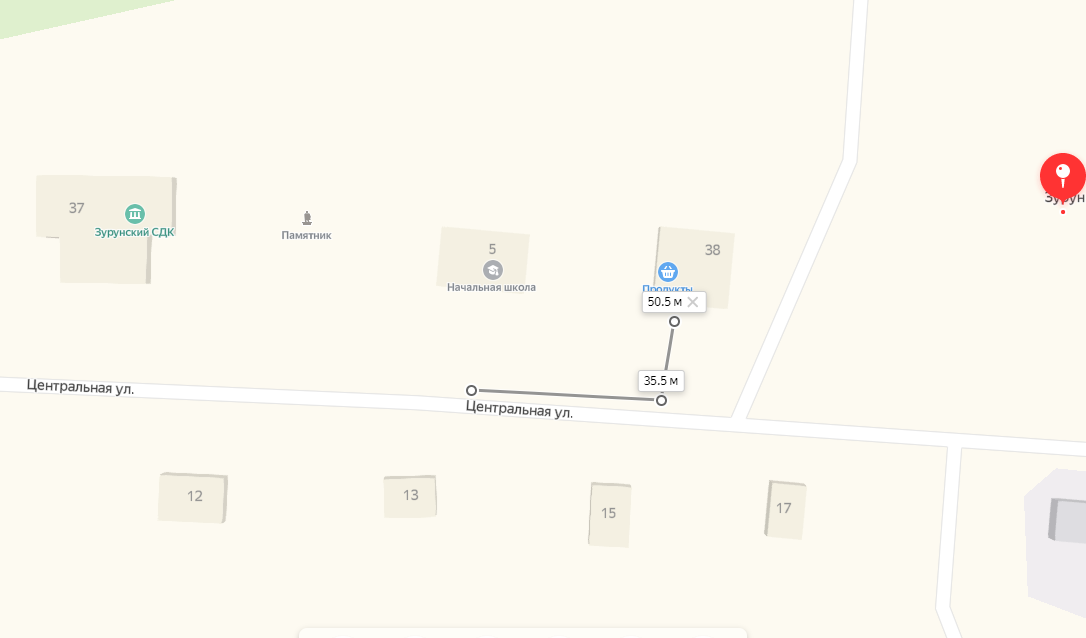 37
Зурунский СДК
Памятник
5
Начальная школа
38
Продукты
50.5 м
35.5 м
Зурун
Центральная ул.
Центральная ул.
12
13
15
17